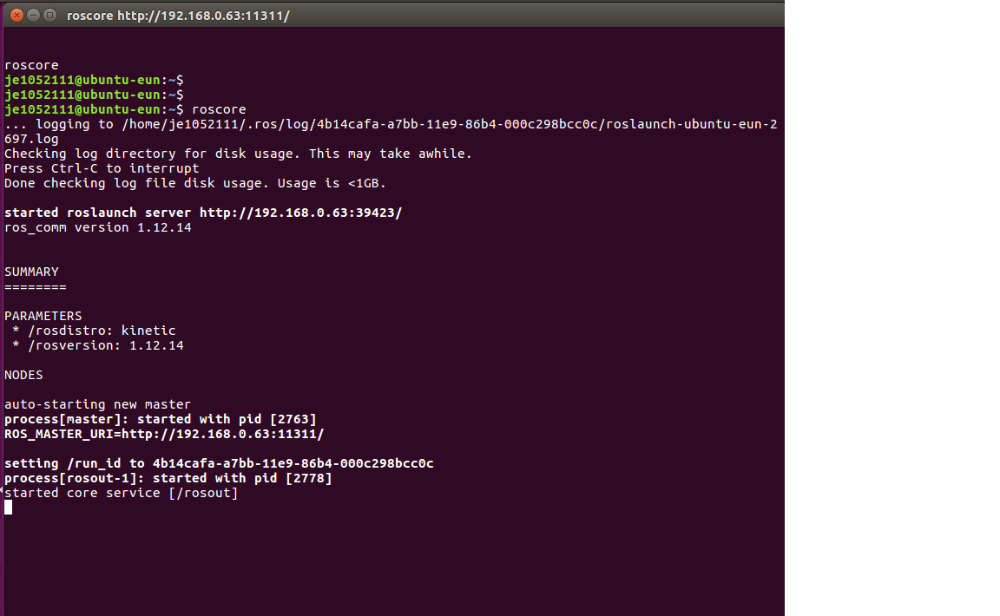 roscore http://192.168.0.63:11311/
roscore
je1052111@ubuntu-eun:~$
je1052111@ubuntu-eun:~$
je1052111@ubuntu-eun:~$ roscore
... logging to /home/je1052111/.ros/log/4b14cafa-a7bb-11e9-86b4-000c298bcc0c/roslaunch-ubuntu-eun-2
697.log
Checking log directory for disk usage. This may take awhile.
Press Ctrl-C to interrupt
Done checking log file disk usage. Usage is <1GB.
started roslaunch server http://192.168.0.63:39423/
ros_comm version 1.12.14
SUMMARY
========
PARAMETERS
 * /rosdistro: kinetic
 * /rosversion: 1.12.14
NODES
auto-starting new master
process[master]: started with pid [2763]
ROS_MASTER_URI=http://192.168.0.63:11311/
setting /run_id to 4b14cafa-a7bb-11e9-86b4-000c298bcc0c
process[rosout-1]: started with pid [2778]
started core service [/rosout]